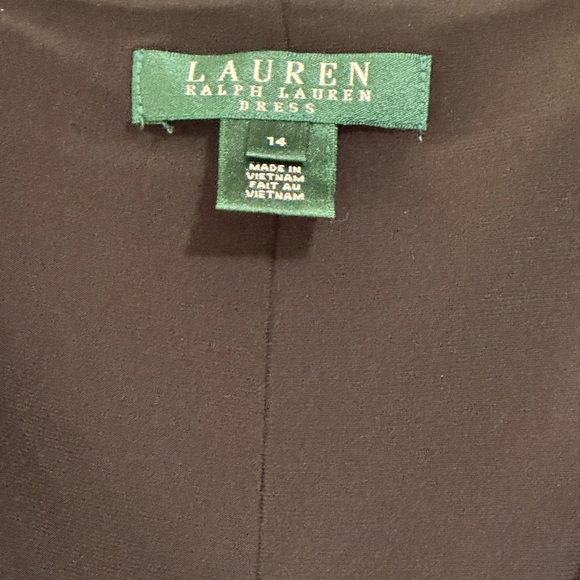 LAUREN
RALPH LAUREN
DRESS
14
MADE IN
VIETNAM
FAIT AU
VIETNAM